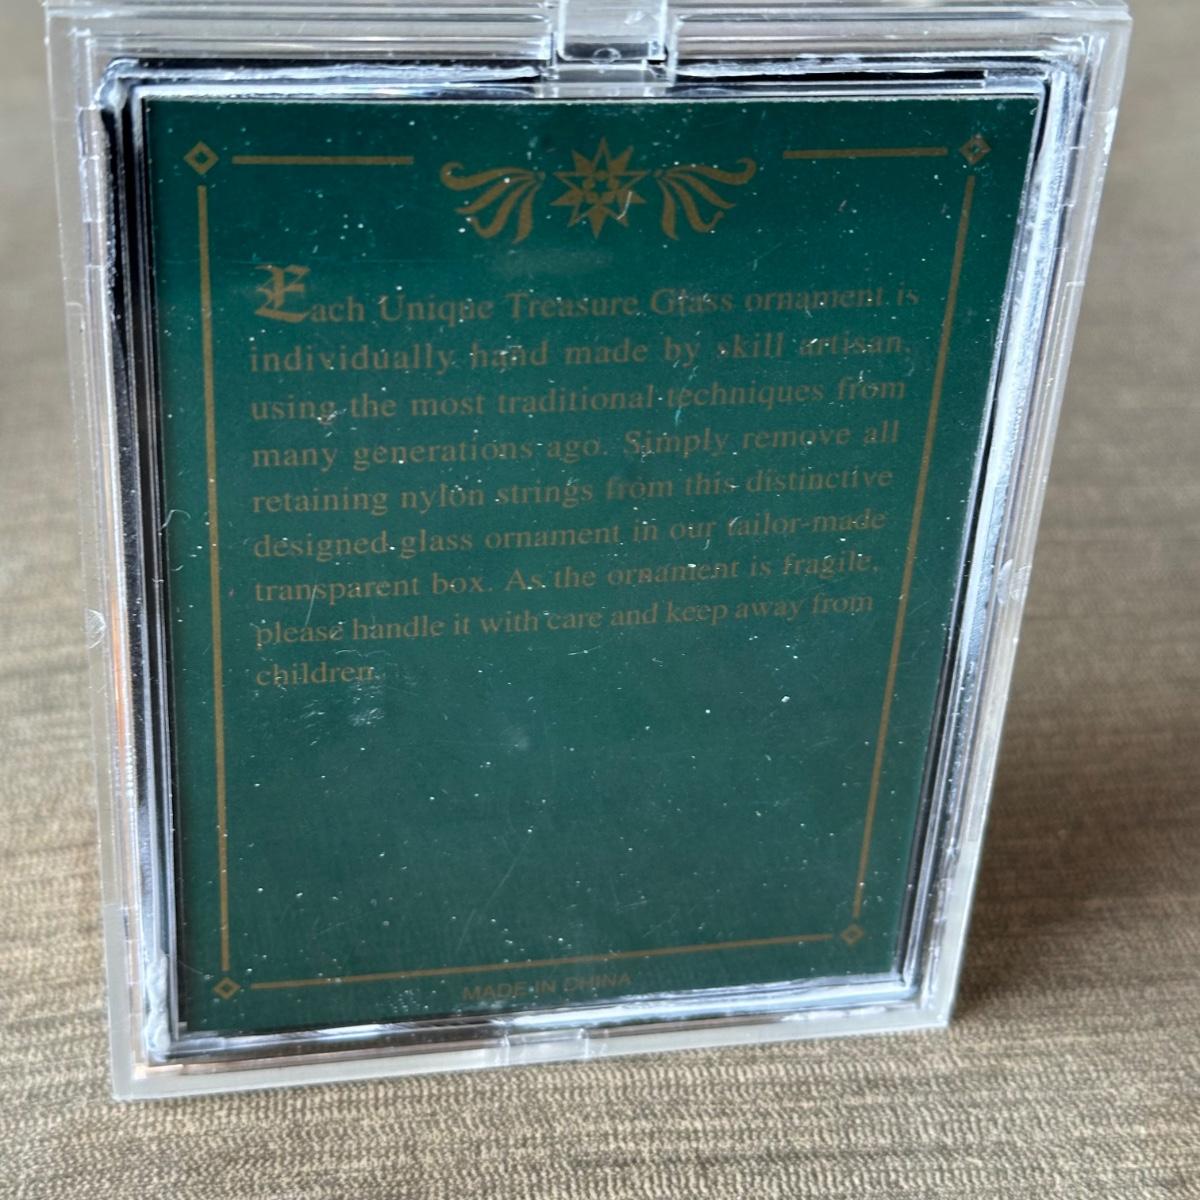 Each Unique Treasure Glass ornament is
individually hand made by skill artisan,
using the most traditional techniques from
many generations ago. Simply remove all
retaining nylon strings from this distinctive
designed glass ornament in our tailor-made
transparent box. As the ornament is fragile,
please handle it with care and keep away from
children.
MADE IN CHINA